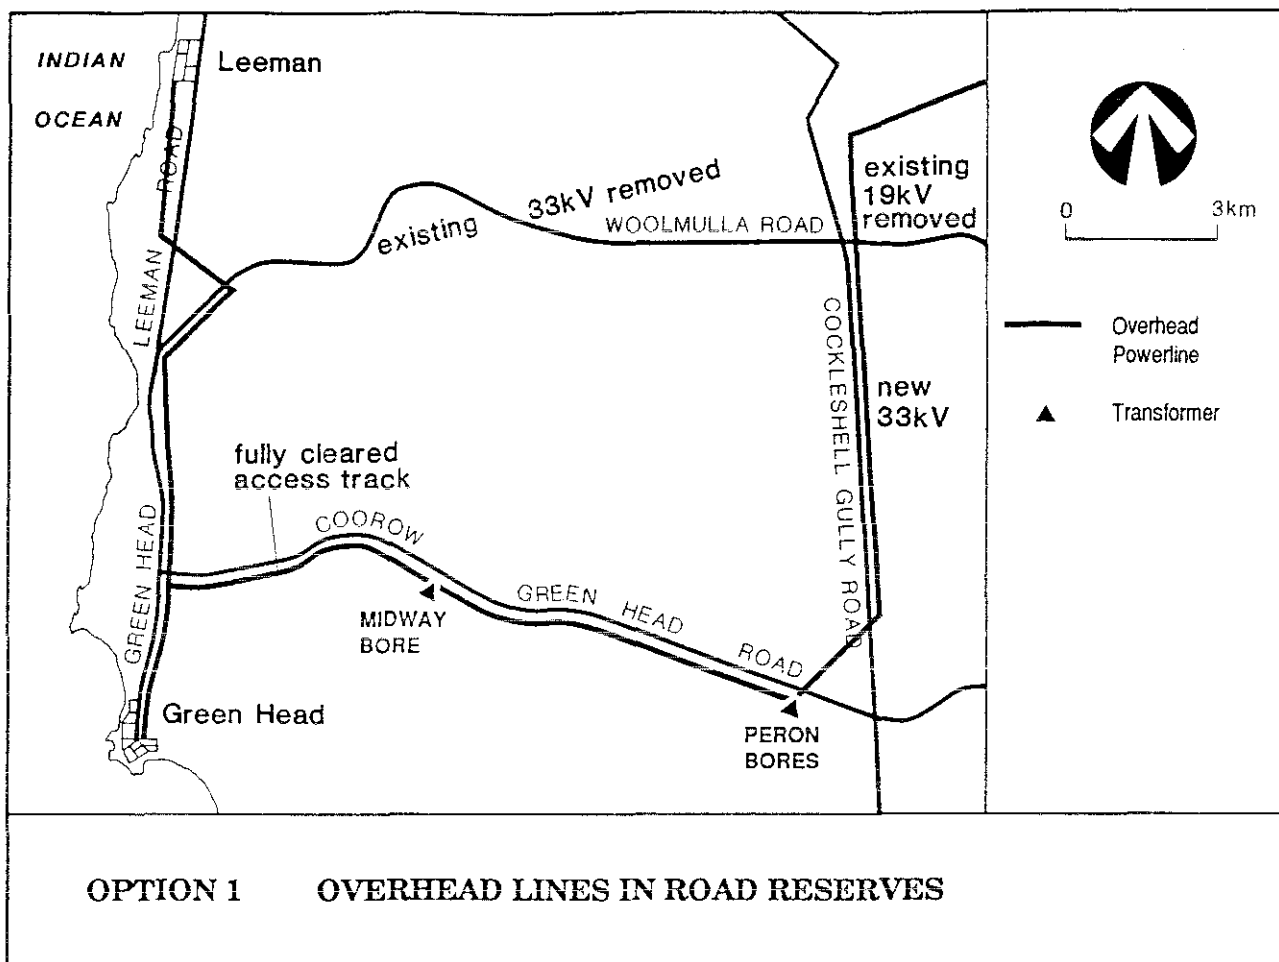 INDIAN
OCEAN
Leeman
LEEMAN ROAD
existing 33kV removed
WOOLMULLA ROAD
existing
19kV
removed
COCKLESHELL GULLY ROAD
new
33kV
fully cleared
access track
GREEN HEAD
COOROW GREEN HEAD ROAD
MIDWAY
BORE
Green Head
PERON
BORES
0 3km
Overhead
Powerline
Transformer
OPTION 1 OVERHEAD LINES IN ROAD RESERVES